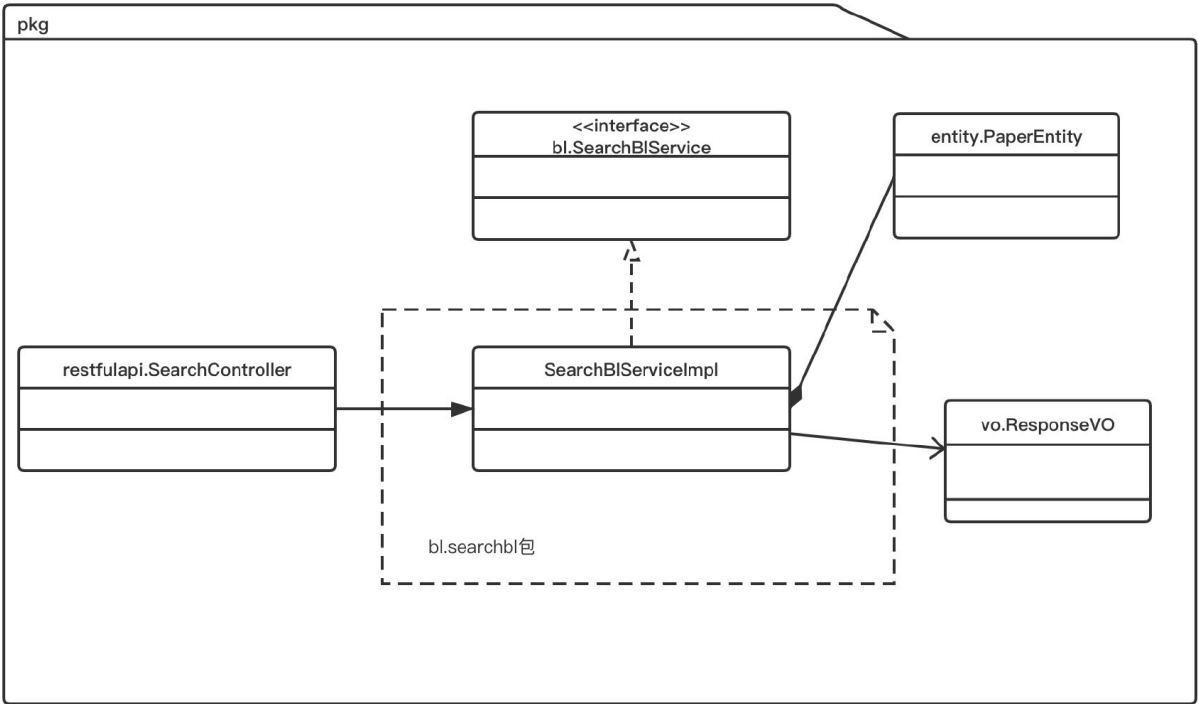 pkg
<<interface>>
bl.SearchBlService
entity.PaperEntity
restfulapi.SearchController
SearchBlServiceImpl
vo.ResponseVO
bl.searchbl包